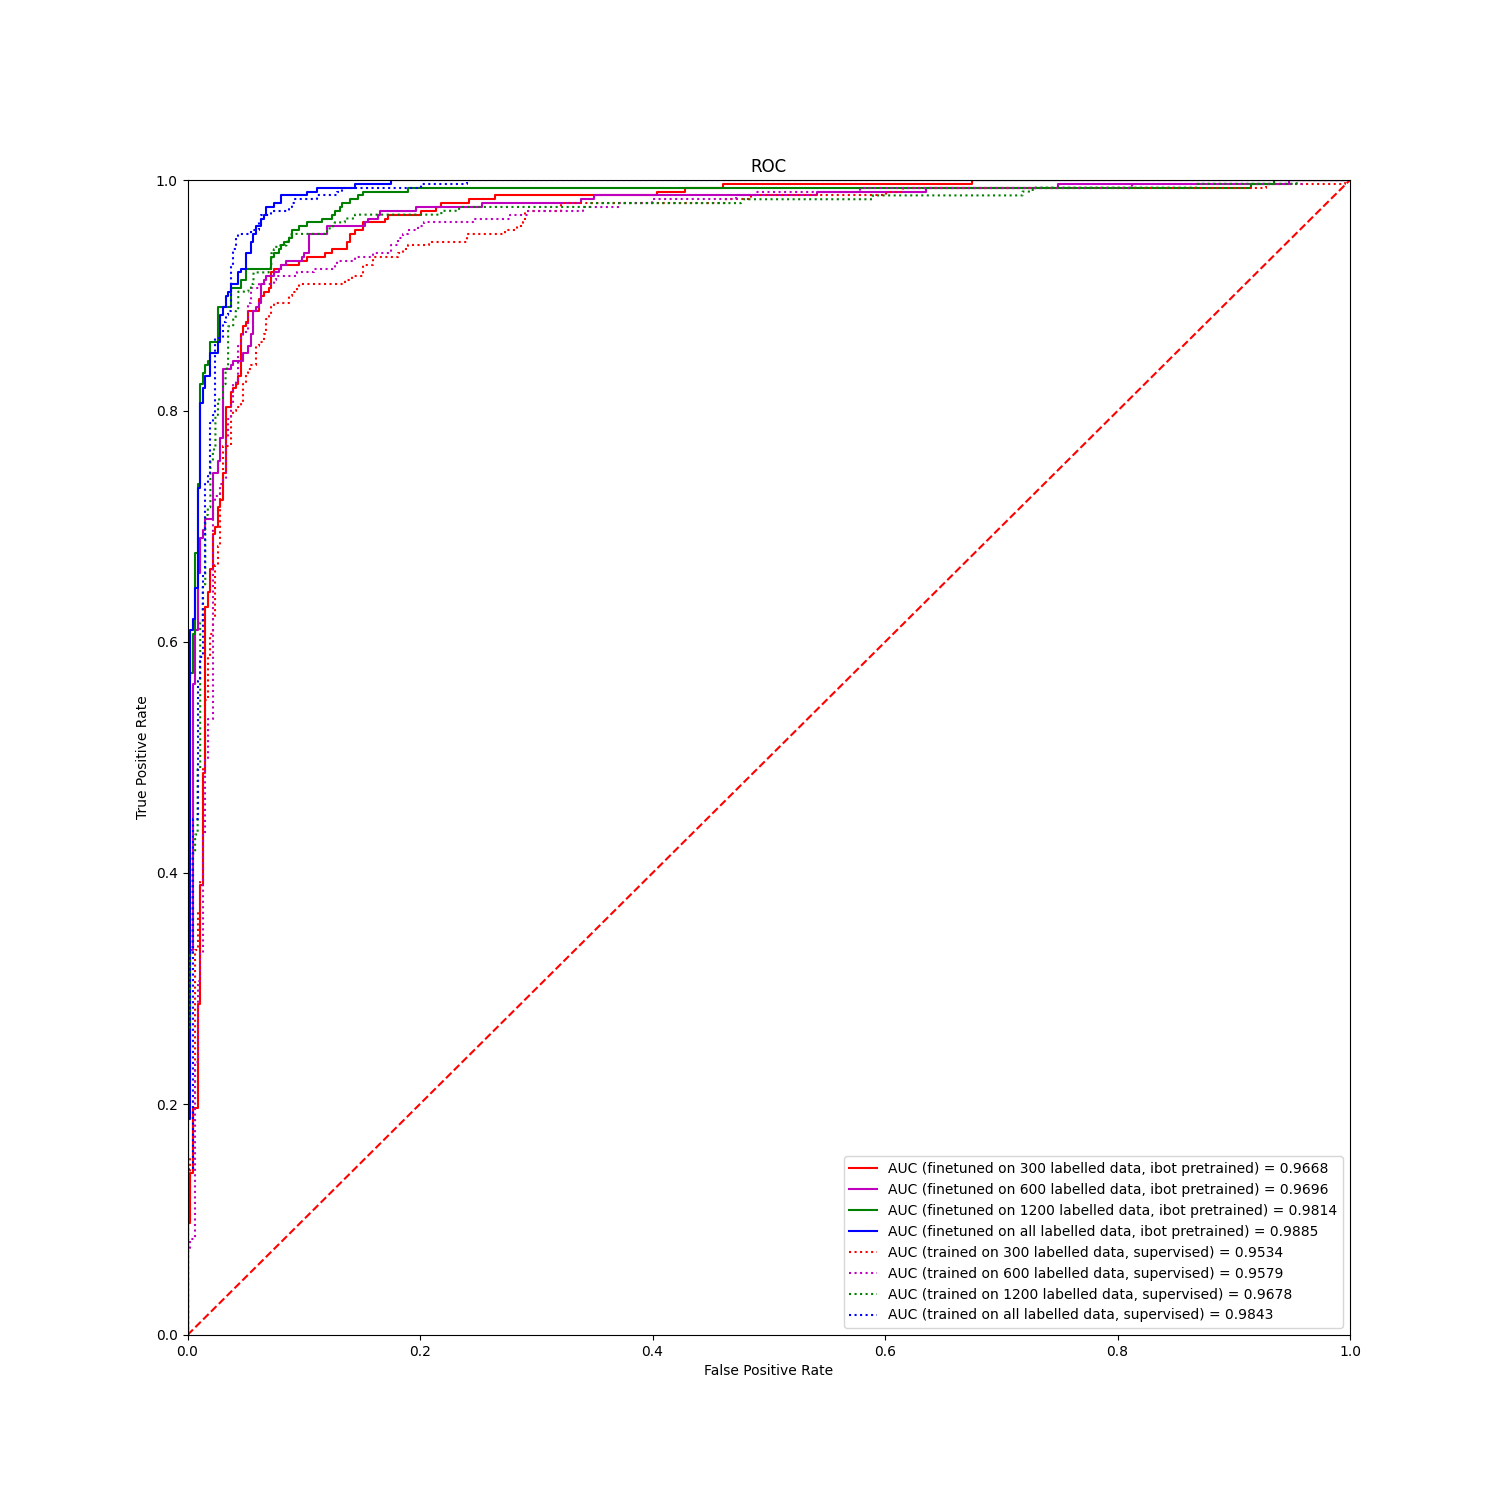 ROC
1.0
0.8
0.6
0.4
0.2
0.0
True Positive Rate
AUC (finetuned on 300 labelled data, ibot pretrained) = 0.9668
AUC (finetuned on 600 labelled data, ibot pretrained) = 0.9696
AUC (finetuned on 1200 labelled data, ibot pretrained) = 0.9814
AUC (finetuned on all labelled data, ibot pretrained) = 0.9885
AUC (trained on 300 labelled data, supervised) = 0.9534
AUC (trained on 600 labelled data, supervised) = 0.9579
AUC (trained on 1200 labelled data, supervised) = 0.9678
AUC (trained on all labelled data, supervised) = 0.9843
0.0 0.2 0.4 0.6 0.8 1.0
False Positive Rate